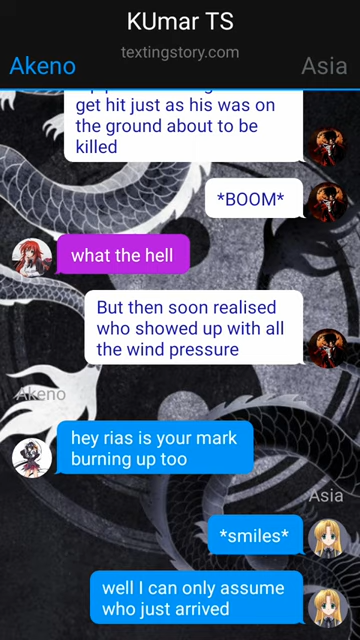 KUmar TS
textingstory.com
Akeno
Asia
get hit just as his was on
the ground about to be
killed
*BOOM*
what the hell
But then soon realised
who showed up with all
the wind pressure
Akeno
hey rias is your mark
burning up too
Asia
*smiles*
well I can only assume
who just arrived